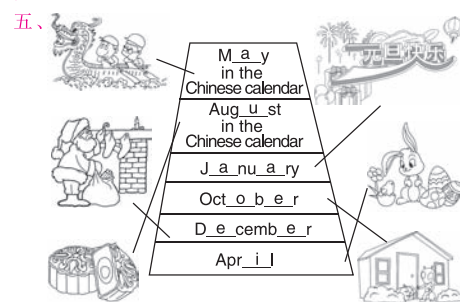 五、
元旦快乐
M a y
in the
Chinese calendar
Aug u st
in the
Chinese calendar
J a nu a ry
Oct o b e r
D e cemb e r
Apr i l